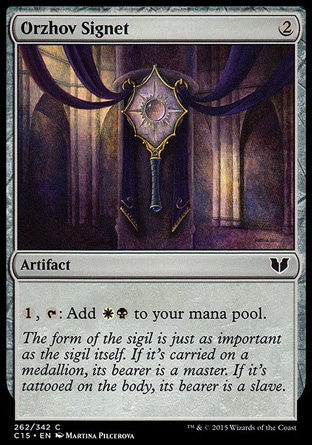 Orzhov Signet 2
Artifact
1, : Add to your mana pool.
The form of the sigil is just as important
as the sigil itself. If it's carried on a
medallion, its bearer is a master. If it's
tattooed on the body, its bearer is a slave.
262/342 C
C15 • EN Martina Pilcerova
™ & © 2015 Wizards of the Coast